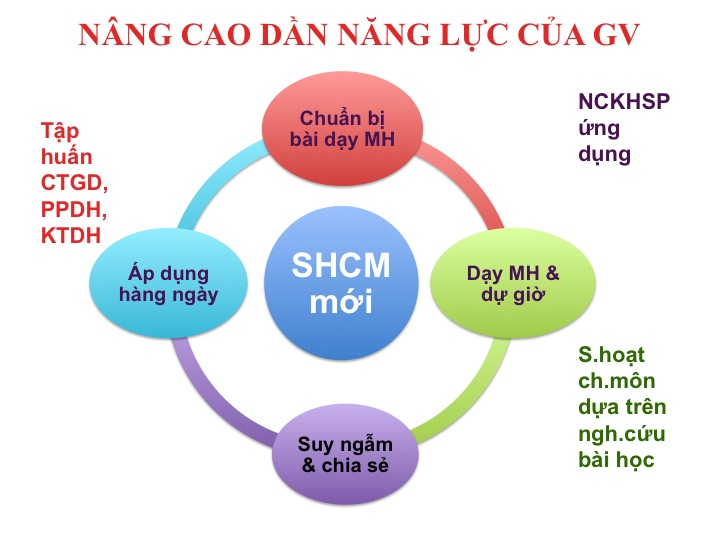 NÂNG CAO DẦN NĂNG LỰC CỦA GV
Chuẩn bị
bài dạy MH
NCKHSP
ứng
dụng
Tập
huấn
CTGD,
PPDH,
KTDH
Áp dụng
hàng ngày
SHCM
mới
Dạy MH &
dự giờ
S.hoạt
ch.môn
dựa trên
ngh.cứu
bài học
Suy ngẫm
& chia sẻ